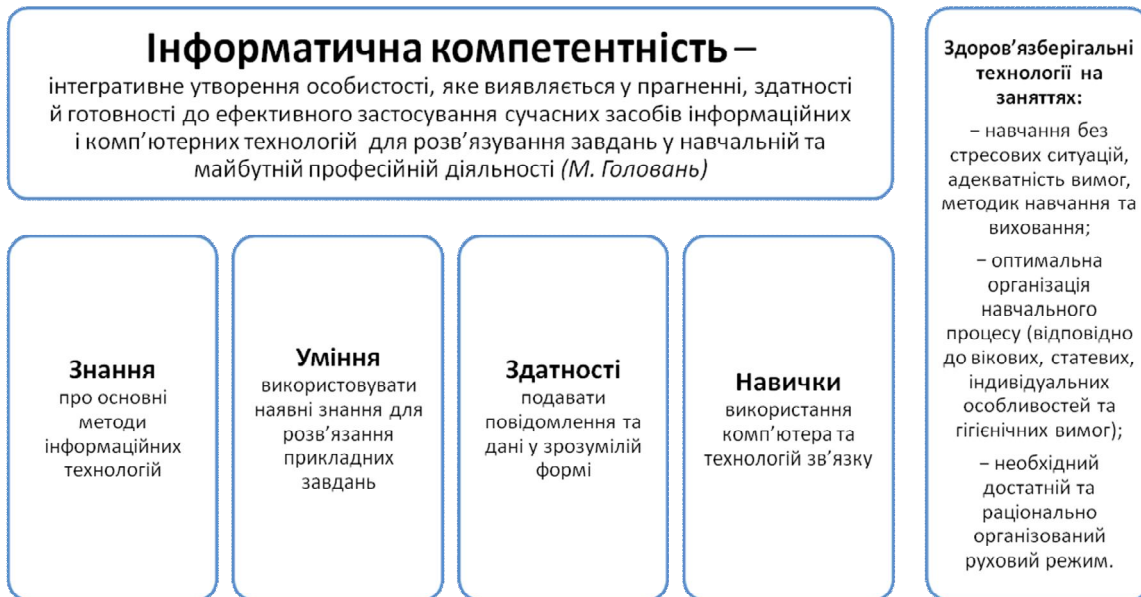 Інформатична компетентність –
інтегративне утворення особистості, яке виявляється у прагненні, здатності
й готовності до ефективного застосування сучасних засобів інформаційних
і комп’ютерних технологій для розв’язування завдань у навчальній та
майбутній професійній діяльності (М. Головань)
Знання
про основні
методи
інформаційних
технологій
Уміння
використовувати
наявні знання для
розв’язання
прикладних
завдань
Здатності
подавати
повідомлення та
дані у зрозумілій
формі
Навички
використання
комп’ютера та
технологій зв’язку
Здоров’язберігальні
технології на
заняттях:
– навчання без
стресових ситуацій,
адекватність вимог,
методик навчання та
виховання;
– оптимальна
організація
навчального
процесу (відповідно
до вікових, статевих,
індивідуальних
особливостей та
гігієнічних вимог);
– необхідний
достатній та
раціонально
організований
руховий режим.